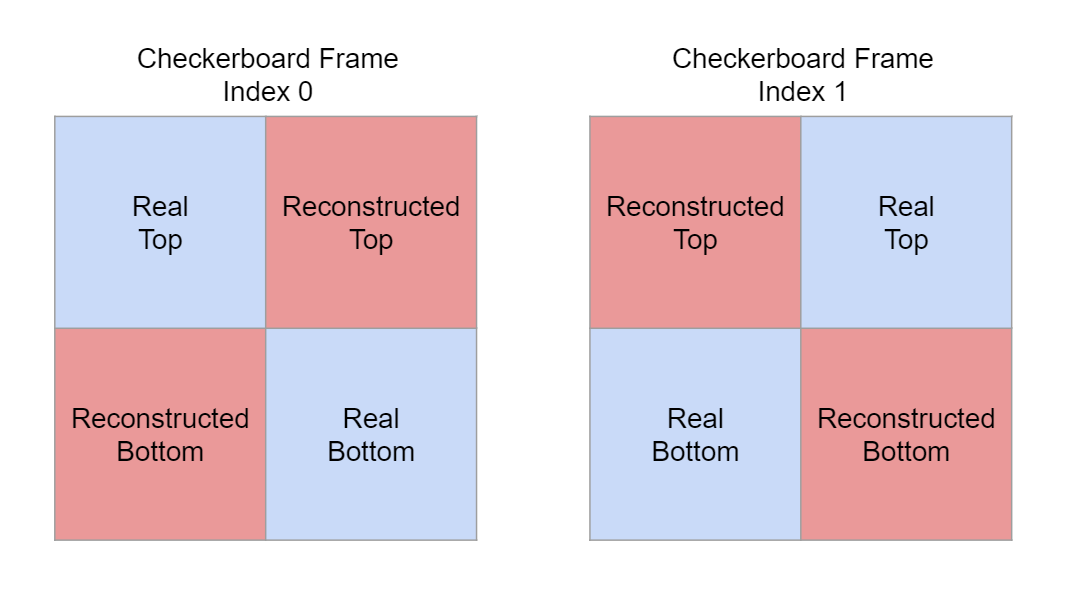 Checkerboard Frame
Index 0
Real
Top
Reconstructed
Top
Reconstructed
Bottom
Real
Bottom
Checkerboard Frame
Index 1
Reconstructed
Top
Real
Top
Real
Bottom
Reconstructed
Bottom